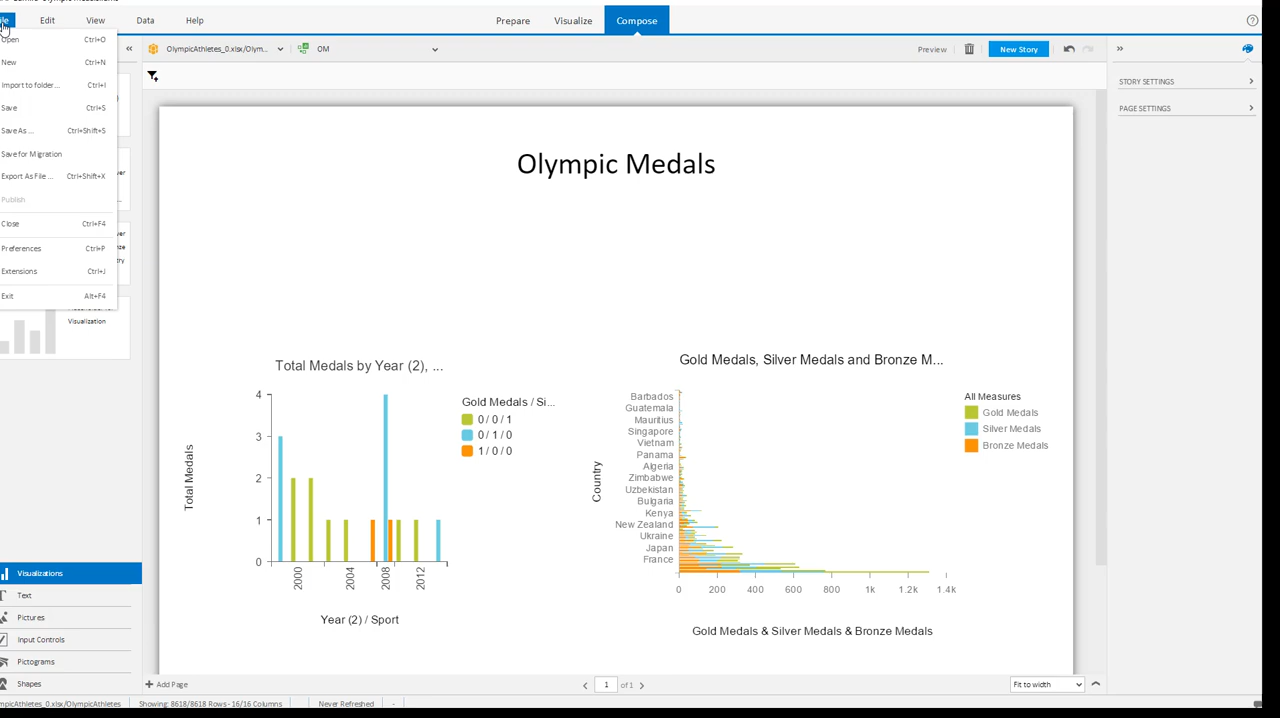 Edit View Data Help Prepare Visualize Compose
Open Ctrl+O
New Ctrl+N
Import to folder... Ctrl+I
Save Ctrl+S
Save As ... Ctrl+Shift+S
Save for Migration
Export As File ... Ctrl+Shift+X
Publish
Close Ctrl+F4
Preferences Ctrl+P
Extensions Ctrl+J
Exit Alt+F4
Visualization
OlympicAthletes_0.xlsx/Olym... OM Preview New Story
STORY SETTINGS
PAGE SETTINGS
Olympic Medals
Total Medals by Year (2), ...
Total Medals
4
3
2
1
0
2000 2004 2008 2012
Year (2) / Sport
Gold Medals / Si...
0 / 0 / 1
0 / 1 / 0
1 / 0 / 0
Gold Medals, Silver Medals and Bronze M...
Country
Barbados
Guatemala
Mauritius
Singapore
Vietnam
Panama
Algeria
Zimbabwe
Uzbekistan
Bulgaria
Kenya
New Zealand
Ukraine
Japan
France
0 200 400 600 800 1k 1.2k 1.4k
Gold Medals & Silver Medals & Bronze Medals
All Measures
Gold Medals
Silver Medals
Bronze Medals
Visualizations
Text
Pictures
Input Controls
Pictograms
Shapes
Add Page 1 of 1 Fit to width
mpicAthletes_0.xlsx/OlympicAthletes Showing: 8618/8618 Rows - 16/16 Columns Never Refreshed -